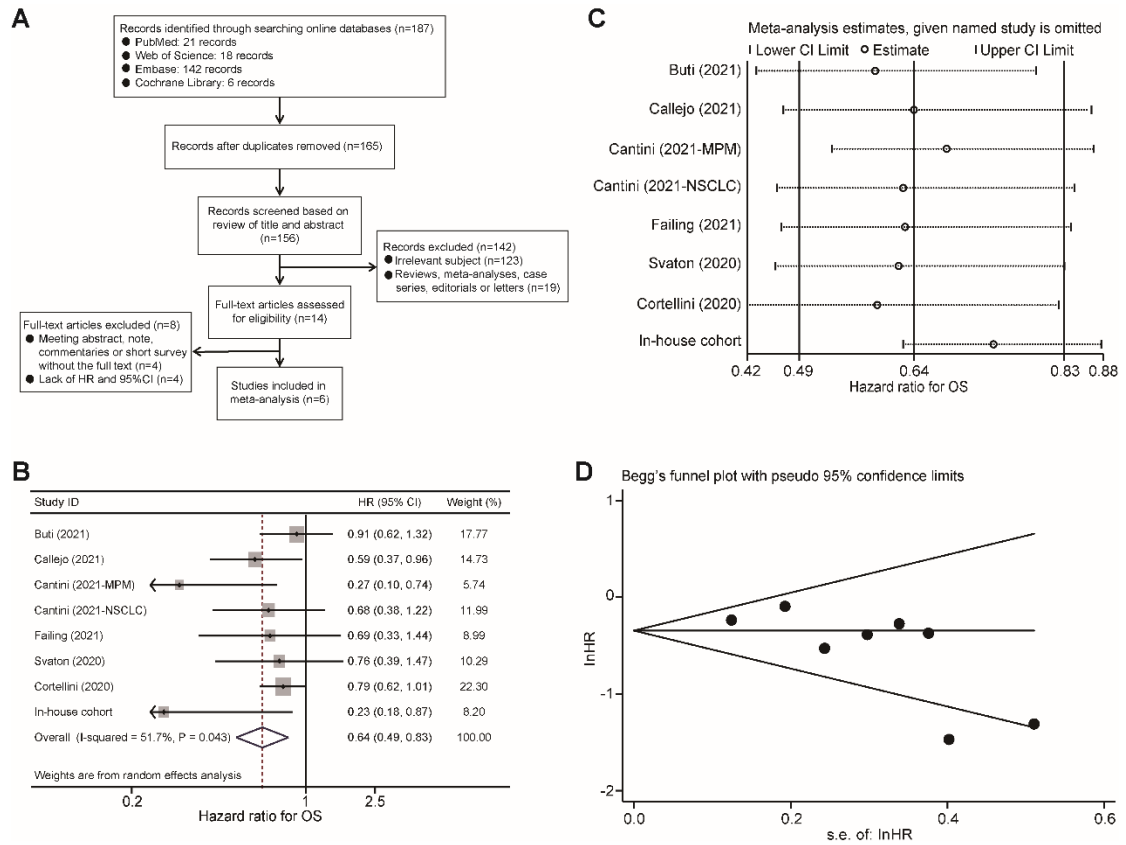 A
Records identified through searching online databases (n=187)
● PubMed: 21 records
● Web of Science: 18 records
● Embase: 142 records
● Cochrane Library: 6 records
Records after duplicates removed (n=165)
Records screened based on
review of title and abstract
(n=156)
Records excluded (n=142)
● Irrelevant subject (n=123)
● Reviews, meta-analyses, case
series, editorials or letters (n=19)
Full-text articles assessed
for eligibility (n=14)
Full-text articles excluded (n=8)
● Meeting abstract, note,
commentaries or short survey
without the full text (n=4)
● Lack of HR and 95%CI (n=4)
Studies included in
meta-analysis (n=6)
B
Study ID HR (95% CI) Weight (%)
Buti (2021) 0.91 (0.62, 1.32) 17.77
Callejo (2021) 0.59 (0.37, 0.96) 14.73
Cantini (2021-MPM) 0.27 (0.10, 0.74) 5.74
Cantini (2021-NSCLC) 0.68 (0.38, 1.22) 11.99
Failing (2021) 0.69 (0.33, 1.44) 8.99
Svaton (2020) 0.76 (0.39, 1.47) 10.29
Cortellini (2020) 0.79 (0.62, 1.01) 22.30
In-house cohort 0.23 (0.18, 0.87) 8.20
Overall (I-squared = 51.7%, P = 0.043) 0.64 (0.49, 0.83) 100.00
Weights are from random effects analysis
0.2 1 2.5
Hazard ratio for OS
C
Meta-analysis estimates, given named study is omitted
Lower CI Limit Estimate Upper CI Limit
Buti (2021)
Callejo (2021)
Cantini (2021-MPM)
Cantini (2021-NSCLC)
Failing (2021)
Svaton (2020)
Cortellini (2020)
In-house cohort
0.42 0.49 0.64 0.83 0.88
Hazard ratio for OS
D
Begg's funnel plot with pseudo 95% confidence limits
1
0
-1
-2
lnHR
0.0 0.2 0.4 0.6
s.e. of: lnHR